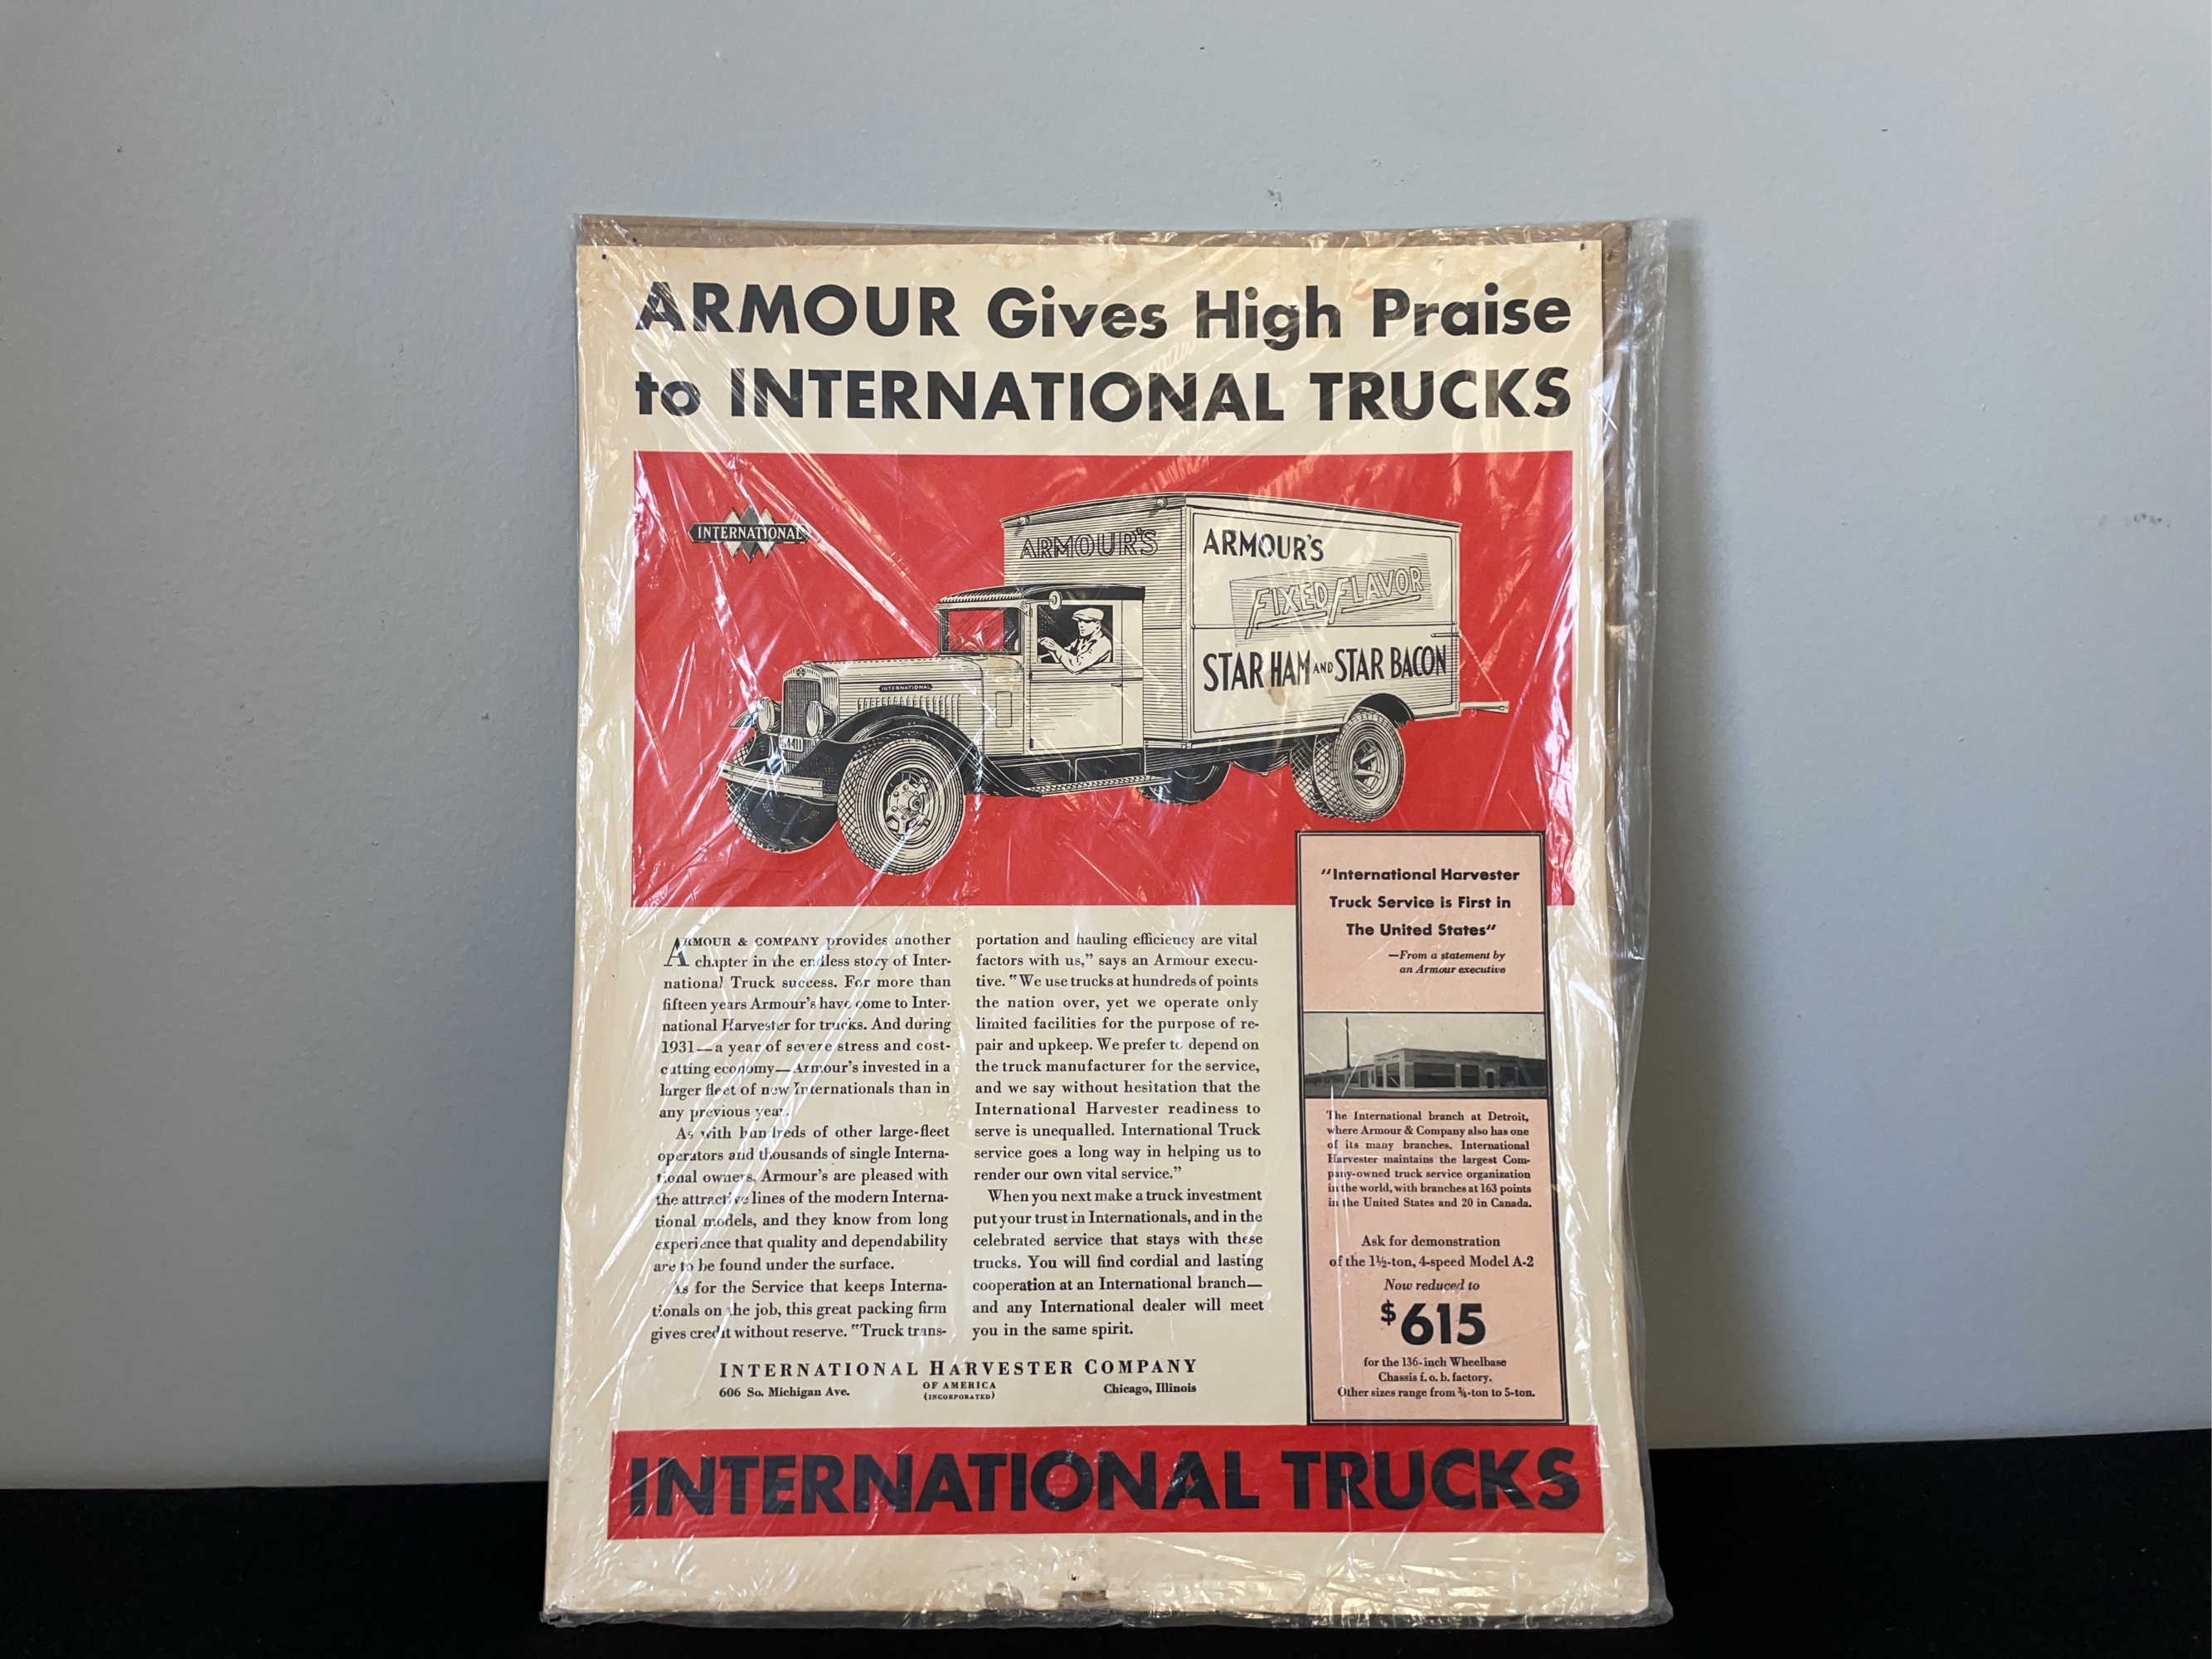 ARMOUR Gives High Praise
to INTERNATIONAL TRUCKS
INTERNATIONAL
ARMOUR'S
ARMOUR'S
FIXED FLAVOR
STAR HAM AND STAR BACON
INTERNATIONAL
ARMOUR & COMPANY provides another
chapter in the endless story of Inter-
national Truck success. For more than
fifteen years Armour's have come to Inter-
national Harvester for trucks. And during
1931—a year of severe stress and cost-
cutting economy—Armour's invested in a
larger fleet of new Internationals than in
any previous year.
As with hundreds of other large-fleet
operators and thousands of single Interna-
tional owners, Armour's are pleased with
the attractive lines of the modern Interna-
tional models, and they know from long
experience that quality and dependability
are to be found under the surface.
As for the Service that keeps Interna-
tionals on the job, this great packing firm
gives credit without reserve. "Truck trans-
portation and hauling efficiency are vital
factors with us," says an Armour execu-
tive. "We use trucks at hundreds of points
the nation over, yet we operate only
limited facilities for the purpose of re-
pair and upkeep. We prefer to depend on
the truck manufacturer for the service,
and we say without hesitation that the
International Harvester readiness to
serve is unequalled. International Truck
service goes a long way in helping us to
render our own vital service."
When you next make a truck investment
put your trust in Internationals, and in the
celebrated service that stays with these
trucks. You will find cordial and lasting
cooperation at an International branch—
and any International dealer will meet
you in the same spirit.
INTERNATIONAL HARVESTER COMPANY
606 So. Michigan Ave. OF AMERICA Chicago, Illinois
(INCORPORATED)
"International Harvester
Truck Service is First in
The United States"
—From a statement by
an Armour executive
The International branch at Detroit,
where Armour & Company also has one
of its many branches. International
Harvester maintains the largest Com-
pany-owned truck service organization
in the world, with branches at 163 points
in the United States and 20 in Canada.
Ask for demonstration
of the 1½-ton, 4-speed Model A-2
Now reduced to
$615
for the 136-inch Wheelbase
Chassis f. o. b. factory.
Other sizes range from ¾-ton to 5-ton.
INTERNATIONAL TRUCKS